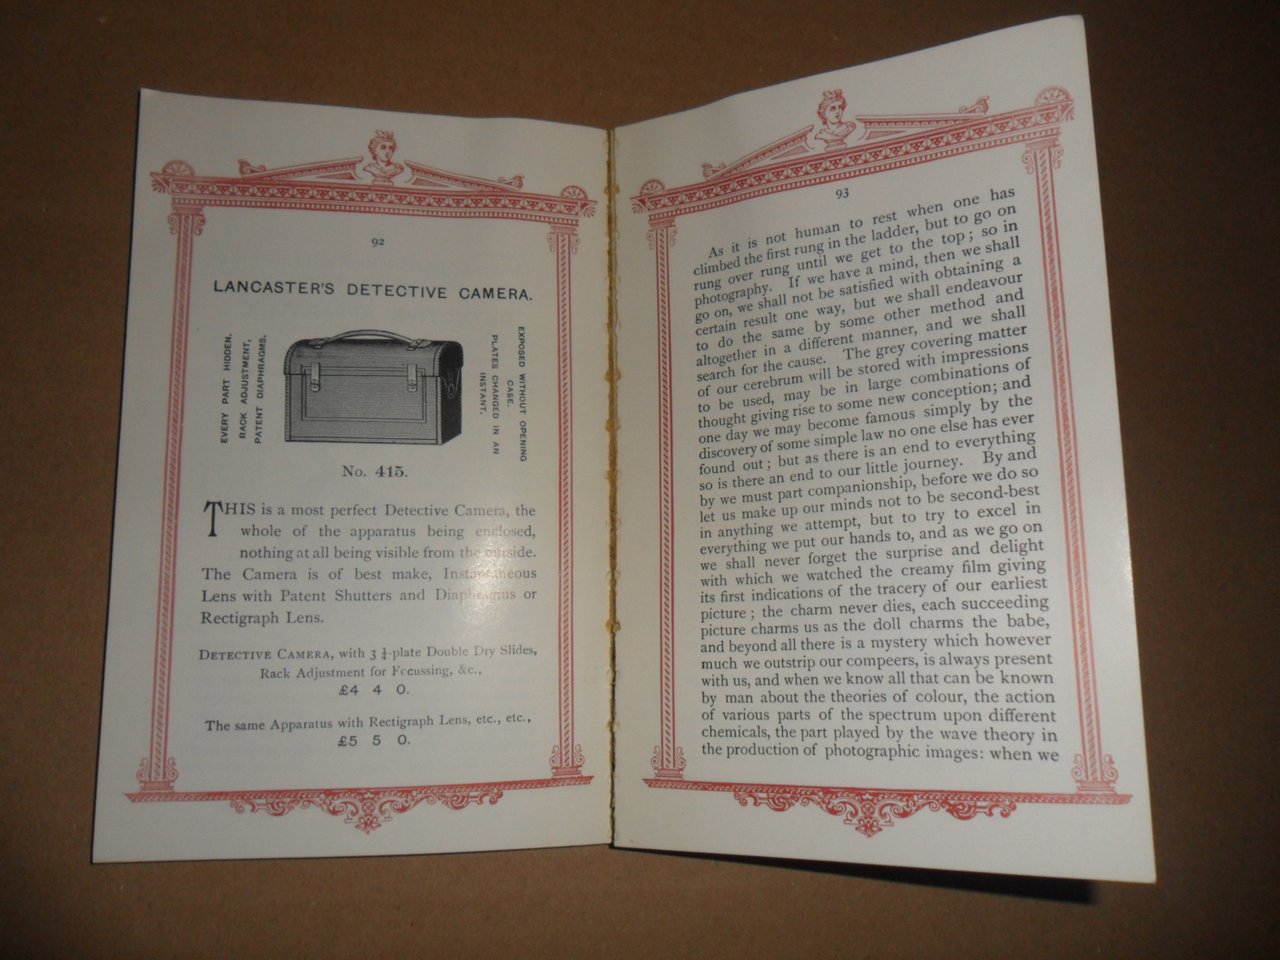 92
LANCASTER'S DETECTIVE CAMERA.
EVERY PART HIDDEN.
RACK ADJUSTMENT,
PATENT DIAPHRAGMS.
EXPOSED WITHOUT OPENING
CASE.
PLATES CHANGED IN AN
INSTANT.
No. 415.
THIS is a most perfect Detective Camera, the
whole of the apparatus being enclosed,
nothing at all being visible from the outside.
The Camera is of best make, Instantaneous
Lens with Patent Shutters and Diaphragms or
Rectigraph Lens.
DETECTIVE CAMERA, with 3 ¼-plate Double Dry Slides,
Rack Adjustment for Focussing, &c.,
£4 4 0.
The same Apparatus with Rectigraph Lens, etc., etc.,
£5 5 0.
93
As it is not human to rest when one has
climbed the first rung in the ladder, but to go on
rung over rung until we get to the top; so in
photography. If we have a mind, then we shall
go on, we shall not be satisfied with obtaining a
certain result one way, but we shall endeavour
to do the same by some other method and
altogether in a different manner, and we shall
search for the cause. The grey covering matter
of our cerebrum will be stored with impressions
to be used, may be in large combinations of
thought giving rise to some new conception; and
one day we may become famous simply by the
discovery of some simple law no one else has ever
found out; but as there is an end to everything
so is there an end to our little journey. By and
by we must part companionship, before we do so
let us make up our minds not to be second-best
in anything we attempt, but to try to excel in
everything we put our hands to, and as we go on
we shall never forget the surprise and delight
with which we watched the creamy film giving
its first indications of the tracery of our earliest
picture; the charm never dies, each succeeding
picture charms us as the doll charms the babe,
and beyond all there is a mystery which however
much we outstrip our compeers, is always present
with us, and when we know all that can be known
by man about the theories of colour, the action
of various parts of the spectrum upon different
chemicals, the part played by the wave theory in
the production of photographic images: when we